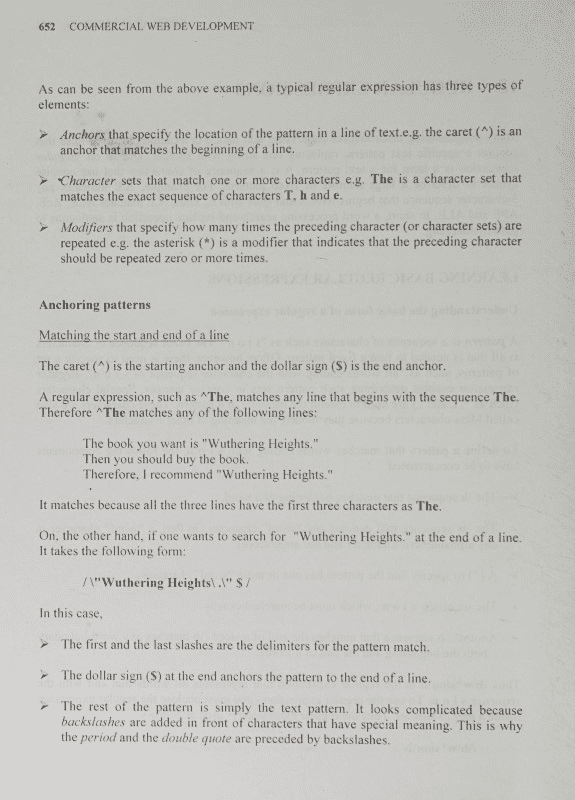 652 COMMERCIAL WEB DEVELOPMENT
As can be seen from the above example, a typical regular expression has three types of
elements:
➢ Anchors that specify the location of the pattern in a line of text.e.g. the caret (^) is an
anchor that matches the beginning of a line.
➢ Character sets that match one or more characters e.g. The is a character set that
matches the exact sequence of characters T, h and e.
➢ Modifiers that specify how many times the preceding character (or character sets) are
repeated e.g. the asterisk (*) is a modifier that indicates that the preceding character
should be repeated zero or more times.
Anchoring patterns
Matching the start and end of a line
The caret (^) is the starting anchor and the dollar sign ($) is the end anchor.
A regular expression, such as ^The, matches any line that begins with the sequence The.
Therefore ^The matches any of the following lines:
The book you want is "Wuthering Heights."
Then you should buy the book.
Therefore, I recommend "Wuthering Heights."
It matches because all the three lines have the first three characters as The.
On, the other hand, if one wants to search for "Wuthering Heights." at the end of a line.
It takes the following form:
/ \"Wuthering Heights\ .\" $ /
In this case,
➢ The first and the last slashes are the delimiters for the pattern match.
➢ The dollar sign ($) at the end anchors the pattern to the end of a line.
➢ The rest of the pattern is simply the text pattern. It looks complicated because
backslashes are added in front of characters that have special meaning. This is why
the period and the double quote are preceded by backslashes.